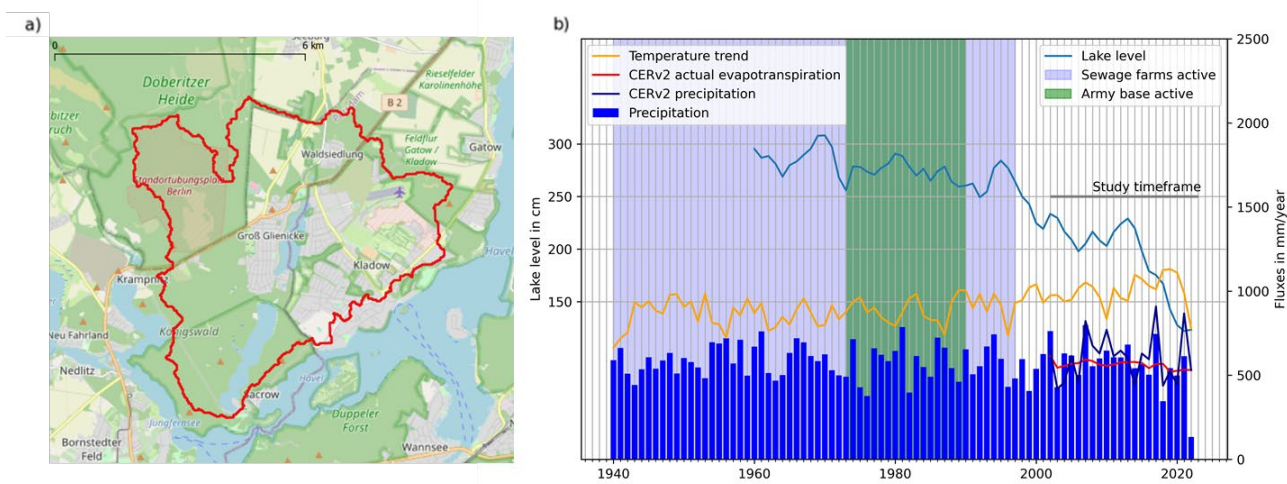 a)
0
6 km
Doberitzer
Heide
Rieselfelder
Karolinenhöhe
B 2
Waldsiedlung
Feldflur
Gatow /
Kladow
Gatow
Berlin
Groß Glienicke
Kladow
Havel
Krampnitz
Königswald
Neu Fahrland
Nedlitz
Sacrow
Havel
Jungfernsee
Düppeler
Forst
Bornstedter
Feld
Wannsee
b)
Temperature trend
CERv2 actual evapotranspiration
CERv2 precipitation
Precipitation
Lake level
Sewage farms active
Army base active
Study timeframe
Lake level in cm
300
250
200
150
Fluxes in mm/year
2500
2000
1500
1000
500
0
1940
1960
1980
2000
2020